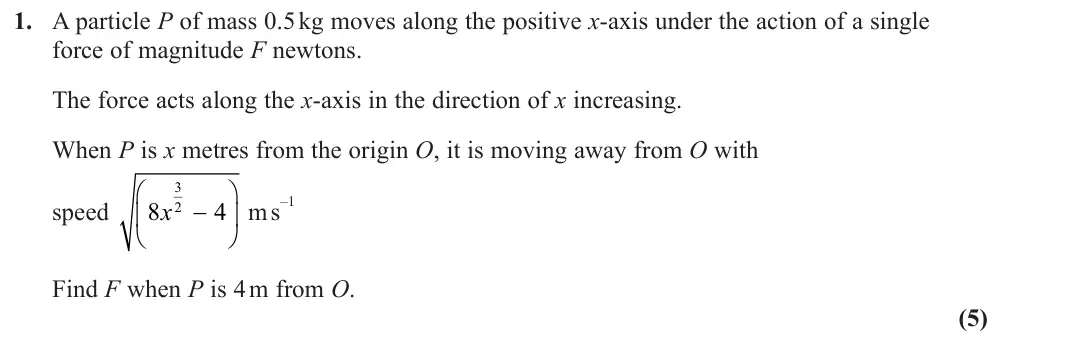 1. A particle P of mass 0.5 kg moves along the positive x-axis under the action of a single
force of magnitude F newtons.
The force acts along the x-axis in the direction of x increasing.
When P is x metres from the origin O, it is moving away from O with
speed √(8x^(3/2) − 4) m s⁻¹
Find F when P is 4 m from O.
(5)